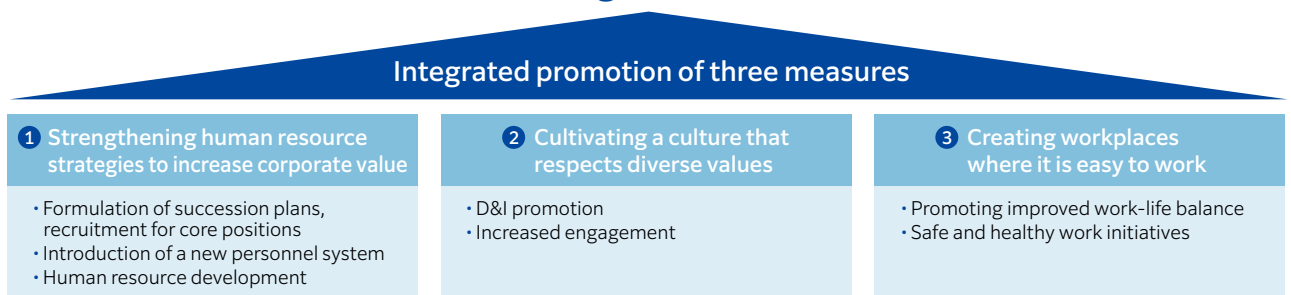 Integrated promotion of three measures
1 Strengthening human resource
strategies to increase corporate value
・Formulation of succession plans,
recruitment for core positions
・Introduction of a new personnel system
・Human resource development
2 Cultivating a culture that
respects diverse values
・D&I promotion
・Increased engagement
3 Creating workplaces
where it is easy to work
・Promoting improved work-life balance
・Safe and healthy work initiatives